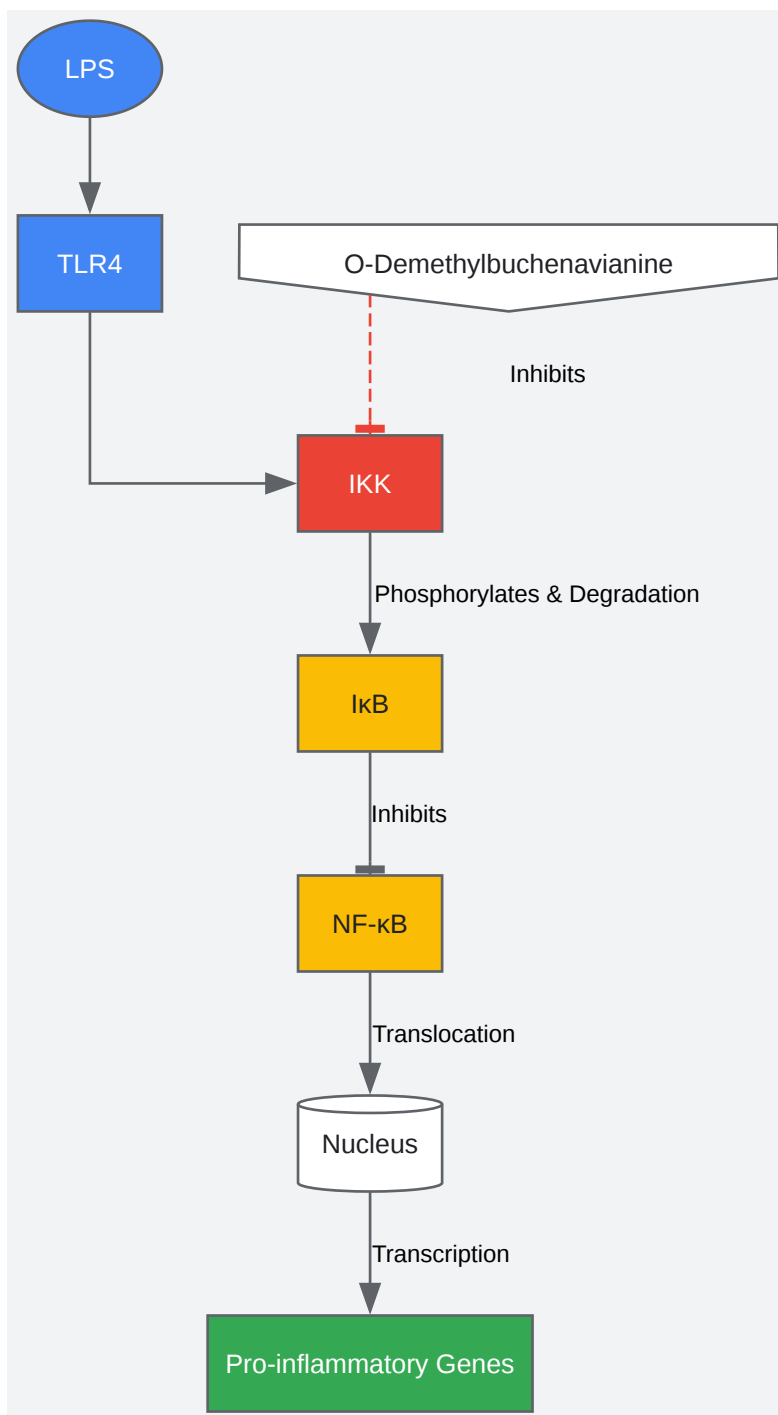 LPS
TLR4
O-Demethylbuchenavianine
Inhibits
IKK
Phosphorylates & Degradation
IκB
Inhibits
NF-κB
Translocation
Nucleus
Transcription
Pro-inflammatory Genes